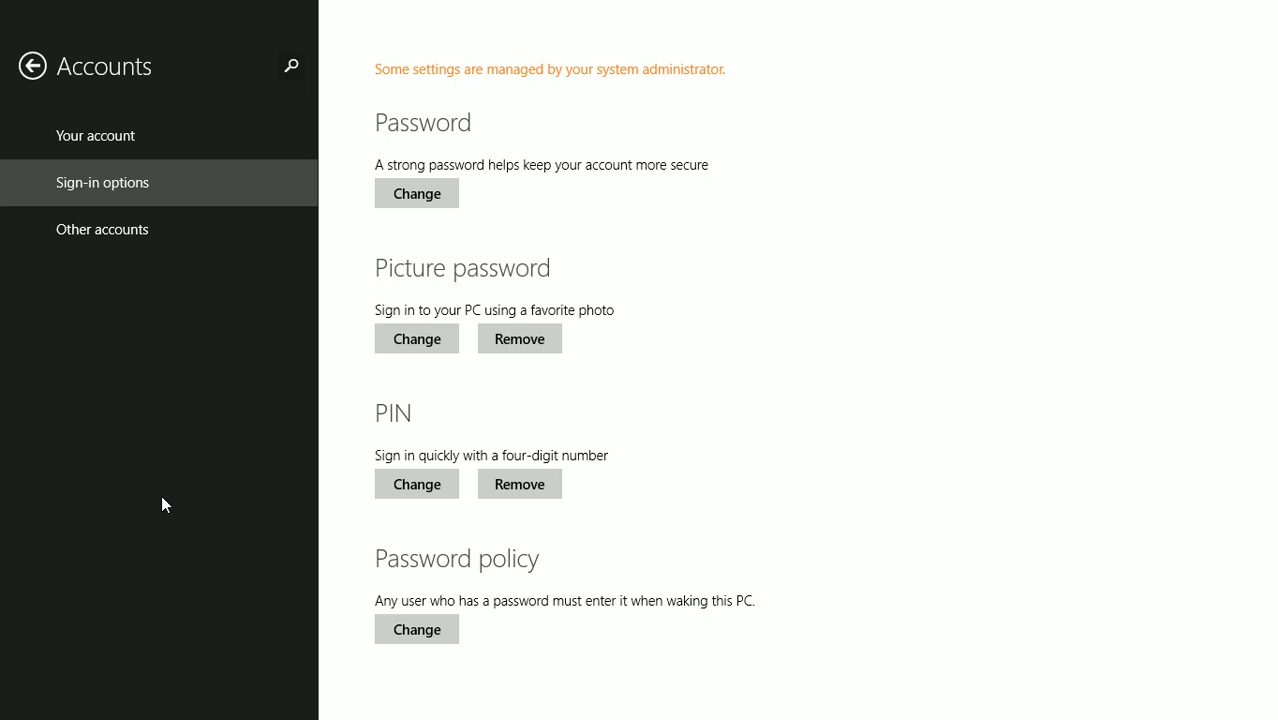 Accounts
Your account
Sign-in options
Other accounts
Some settings are managed by your system administrator.
Password
A strong password helps keep your account more secure
Change
Picture password
Sign in to your PC using a favorite photo
Change Remove
PIN
Sign in quickly with a four-digit number
Change Remove
Password policy
Any user who has a password must enter it when waking this PC.
Change